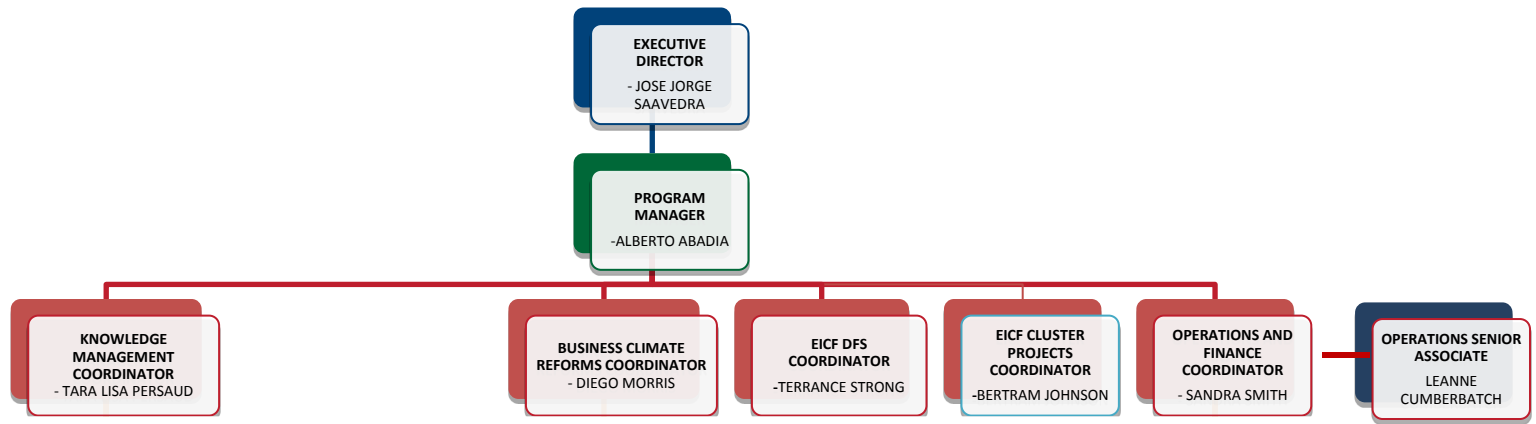 EXECUTIVE
DIRECTOR
- JOSE JORGE
SAAVEDRA
PROGRAM
MANAGER
-ALBERTO ABADIA
KNOWLEDGE
MANAGEMENT
COORDINATOR
- TARA LISA PERSAUD
BUSINESS CLIMATE
REFORMS COORDINATOR
- DIEGO MORRIS
EICF DFS
COORDINATOR
-TERRANCE STRONG
EICF CLUSTER
PROJECTS
COORDINATOR
-BERTRAM JOHNSON
OPERATIONS AND
FINANCE
COORDINATOR
- SANDRA SMITH
OPERATIONS SENIOR
ASSOCIATE
LEANNE
CUMBERBATCH